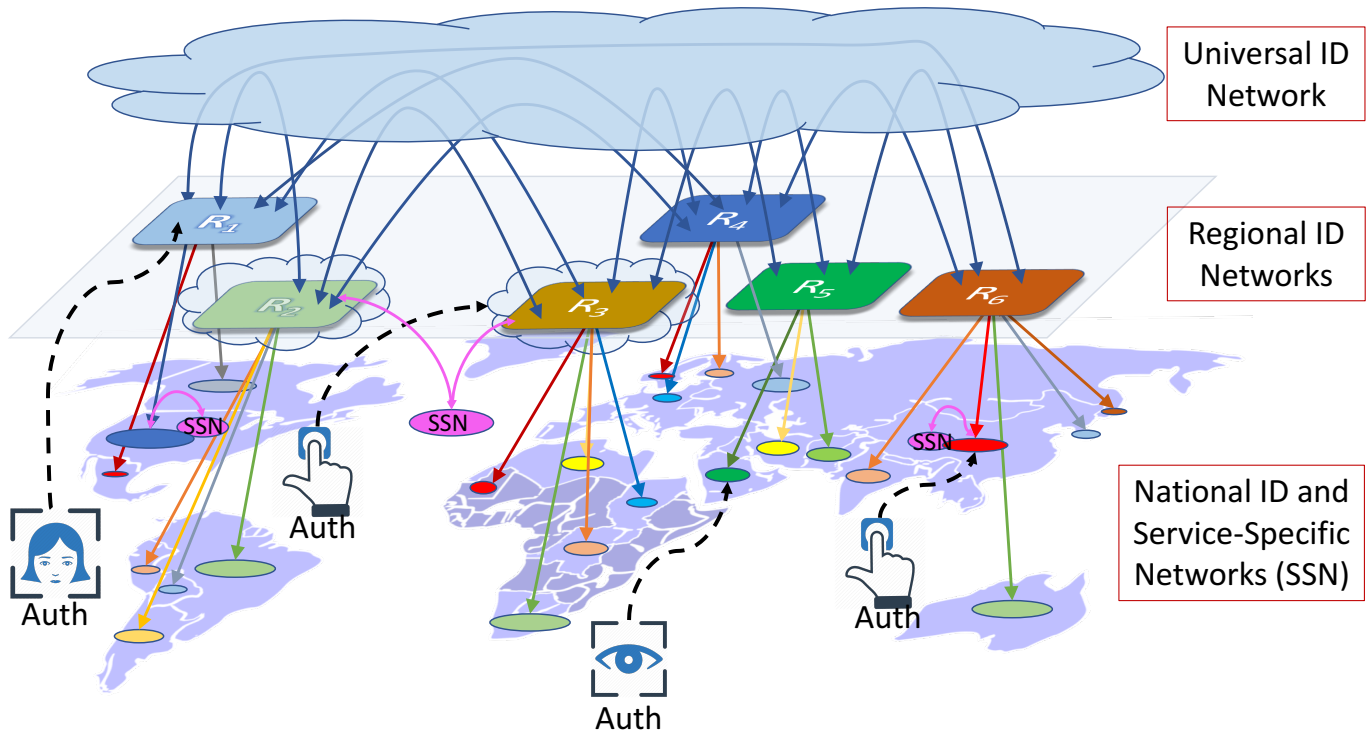 Universal ID
Network
R1
R4
Regional ID
Networks
R2
R3
R5
R6
SSN
SSN
SSN
National ID and
Service-Specific
Networks (SSN)
Auth
Auth
Auth
Auth